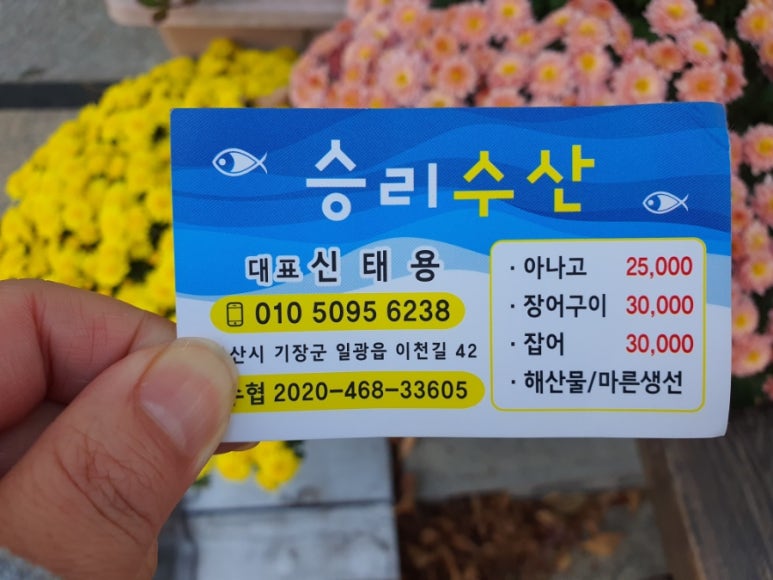 승리수산
대표 신 태 용
010 5095 6238
산시 기장군 일광읍 이천길 42
협 2020-468-33605
· 아나고 25,000
· 장어구이 30,000
· 잡어 30,000
· 해산물/마른생선